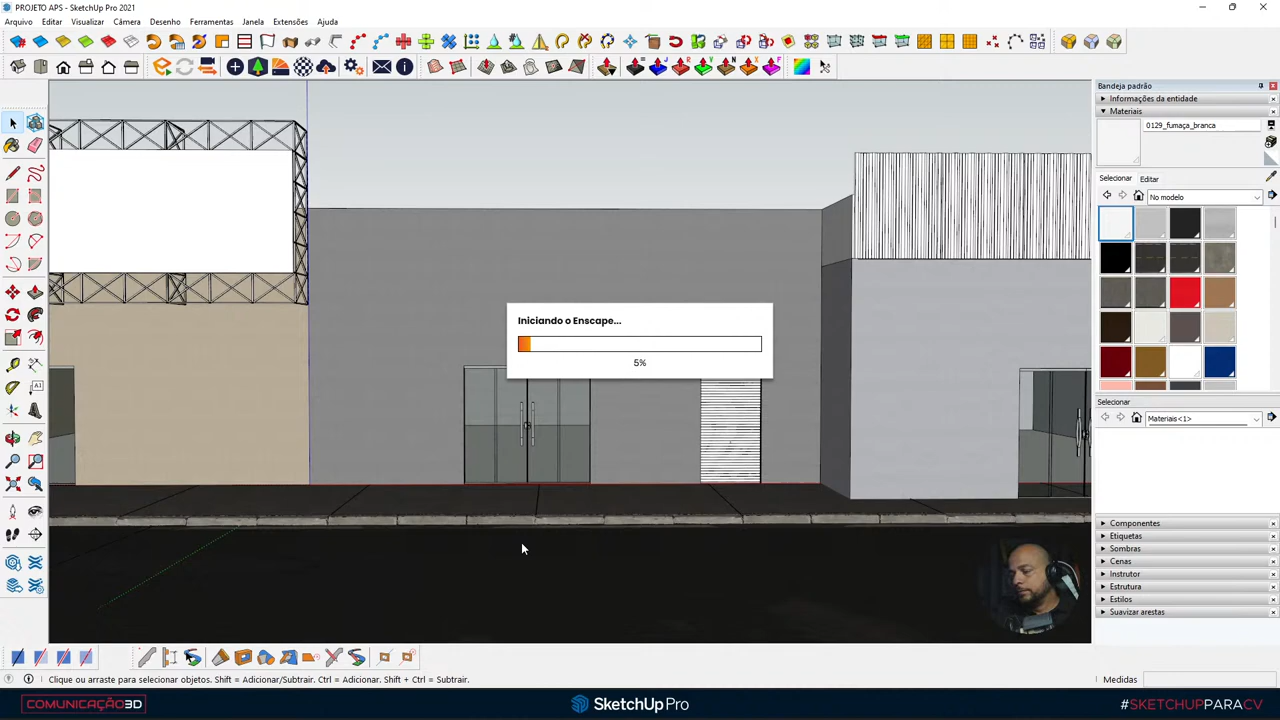 PROJETO APS - SketchUp Pro 2021
Arquivo Editar Visualizar Câmera Desenho Ferramentas Janela Extensões Ajuda
Bandeja padrão
Informações da entidade
Materiais
0129_fumaça_branca
Selecionar Editar
No modelo
Iniciando o Enscape...
5%
Selecionar
Materiais<1>
Componentes
Etiquetas
Sombras
Cenas
Instrutor
Estrutura
Estilos
Suavizar arestas
Clique ou arraste para selecionar objetos. Shift = Adicionar/Subtrair. Ctrl = Adicionar. Shift + Ctrl = Subtrair.
Medidas
COMUNICAÇÃO3D
SketchUp Pro
#SKETCHUPPARACV